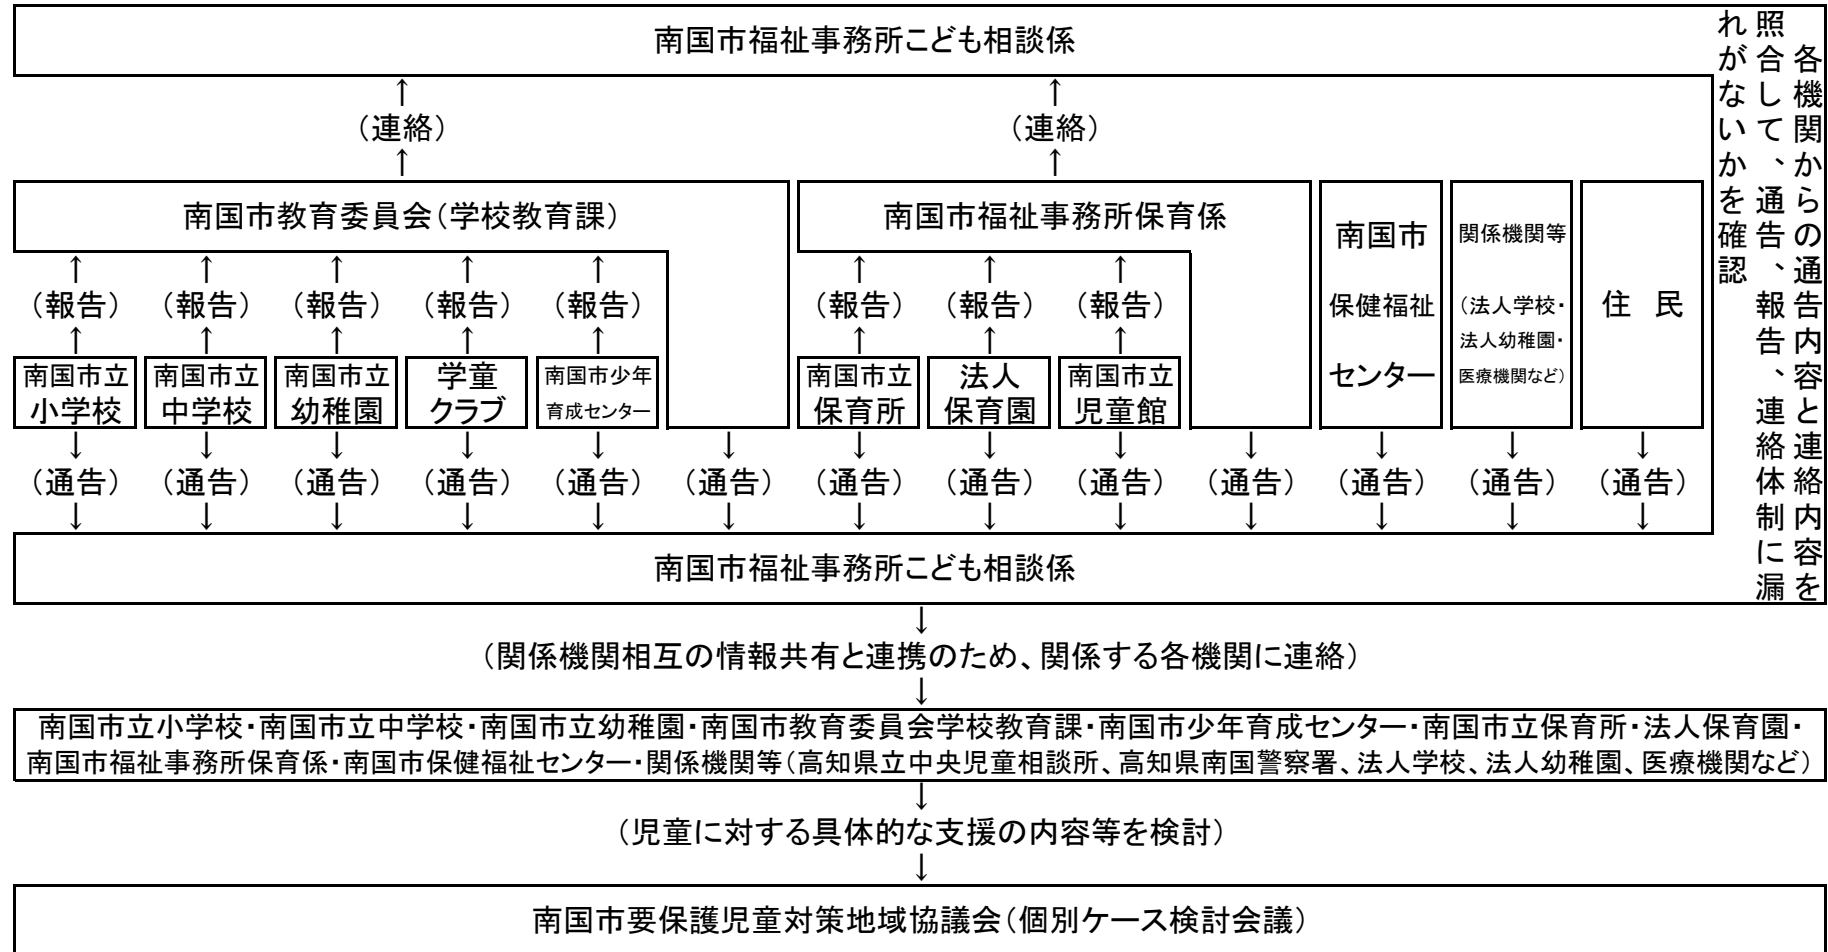 南国市福祉事務所こども相談係
各機関からの通告内容と連絡内容を
照合して、通告、報告、連絡体制に漏
れがないかを確認
↑ ↑
（連絡） （連絡）
↑ ↑
南国市教育委員会（学校教育課）
南国市福祉事務所保育係
南国市
保健福祉
センター
関係機関等
（法人学校・
法人幼稚園・
医療機関など）
住 民
↑ ↑ ↑ ↑ ↑ ↑ ↑ ↑
（報告） （報告） （報告） （報告） （報告） （報告） （報告） （報告）
↑ ↑ ↑ ↑ ↑ ↑ ↑ ↑
南国市立
小学校
南国市立
中学校
南国市立
幼稚園
学童
クラブ
南国市少年
育成センター
南国市立
保育所
法人
保育園
南国市立
児童館
↓ ↓ ↓ ↓ ↓ ↓ ↓ ↓ ↓ ↓ ↓ ↓ ↓
（通告） （通告） （通告） （通告） （通告） （通告） （通告） （通告） （通告） （通告） （通告） （通告） （通告）
↓ ↓ ↓ ↓ ↓ ↓ ↓ ↓ ↓ ↓ ↓ ↓ ↓
南国市福祉事務所こども相談係
↓
（関係機関相互の情報共有と連携のため、関係する各機関に連絡）
↓
南国市立小学校・南国市立中学校・南国市立幼稚園・南国市教育委員会学校教育課・南国市少年育成センター・南国市立保育所・法人保育園・
南国市福祉事務所保育係・南国市保健福祉センター・関係機関等（高知県立中央児童相談所、高知県南国警察署、法人学校、法人幼稚園、医療機関など）
↓
（児童に対する具体的な支援の内容等を検討）
↓
南国市要保護児童対策地域協議会（個別ケース検討会議）